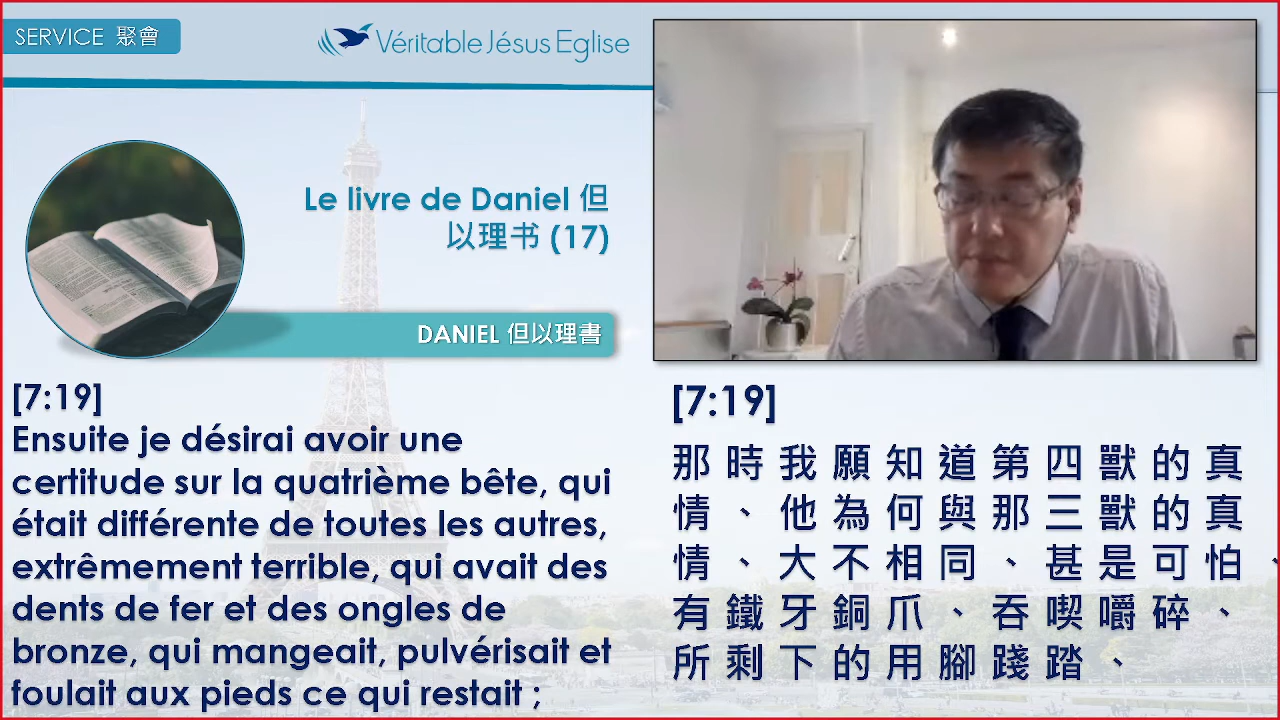 SERVICE 聚會
Véritable Jésus Eglise
Le livre de Daniel 但
以理书 (17)
DANIEL 但以理書
[7:19]
Ensuite je désirai avoir une
certitude sur la quatrième bête, qui
était différente de toutes les autres,
extrêmement terrible, qui avait des
dents de fer et des ongles de
bronze, qui mangeait, pulvérisait et
foulait aux pieds ce qui restait ;
[7:19]
那時我願知道第四獸的真
情、他為何與那三獸的真
情、大不相同、甚是可怕、
有鐵牙銅爪、吞喫嚼碎、
所剩下的用腳踐踏、